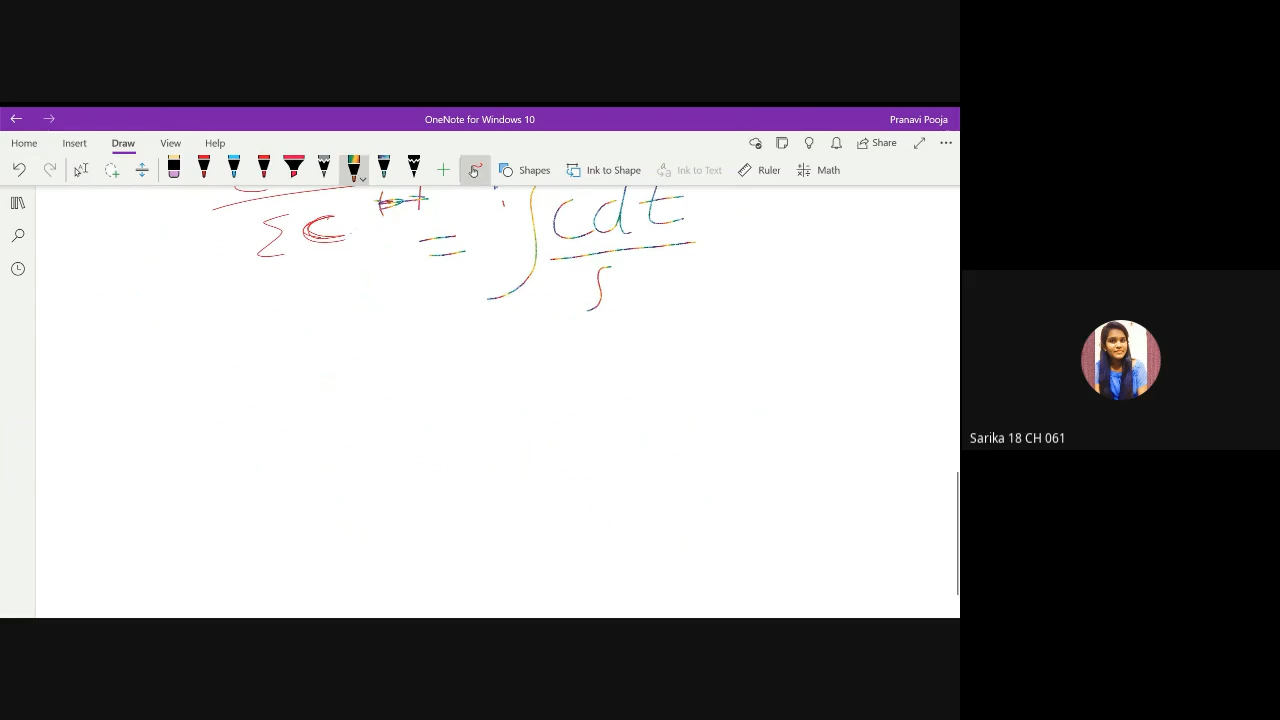 OneNote for Windows 10
Pranavi Pooja
Home Insert Draw View Help
Share
Shapes Ink to Shape Ink to Text Ruler Math
Σ C = ∫ c d t
∫
Sarika 18 CH 061